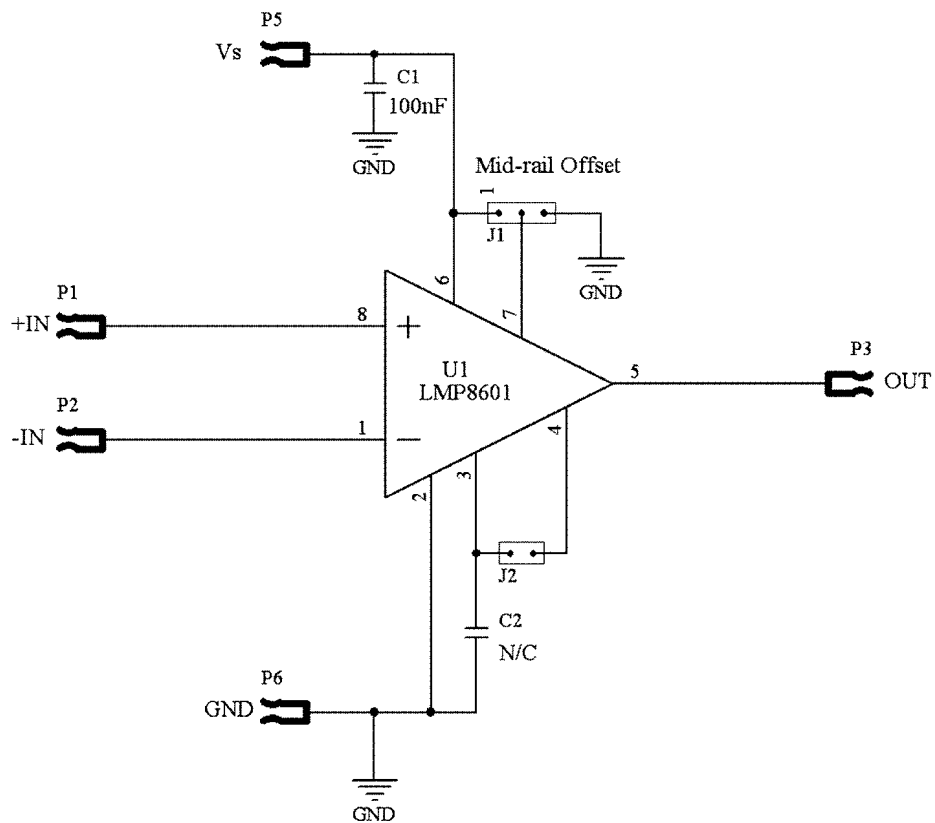 P5
Vs
C1
100nF
GND
Mid-rail Offset
1
J1
GND
6
7
P1
+IN
8
+
U1
LMP8601
5
P3
OUT
P2
-IN
1
−
2
3
4
J2
C2
N/C
P6
GND
GND